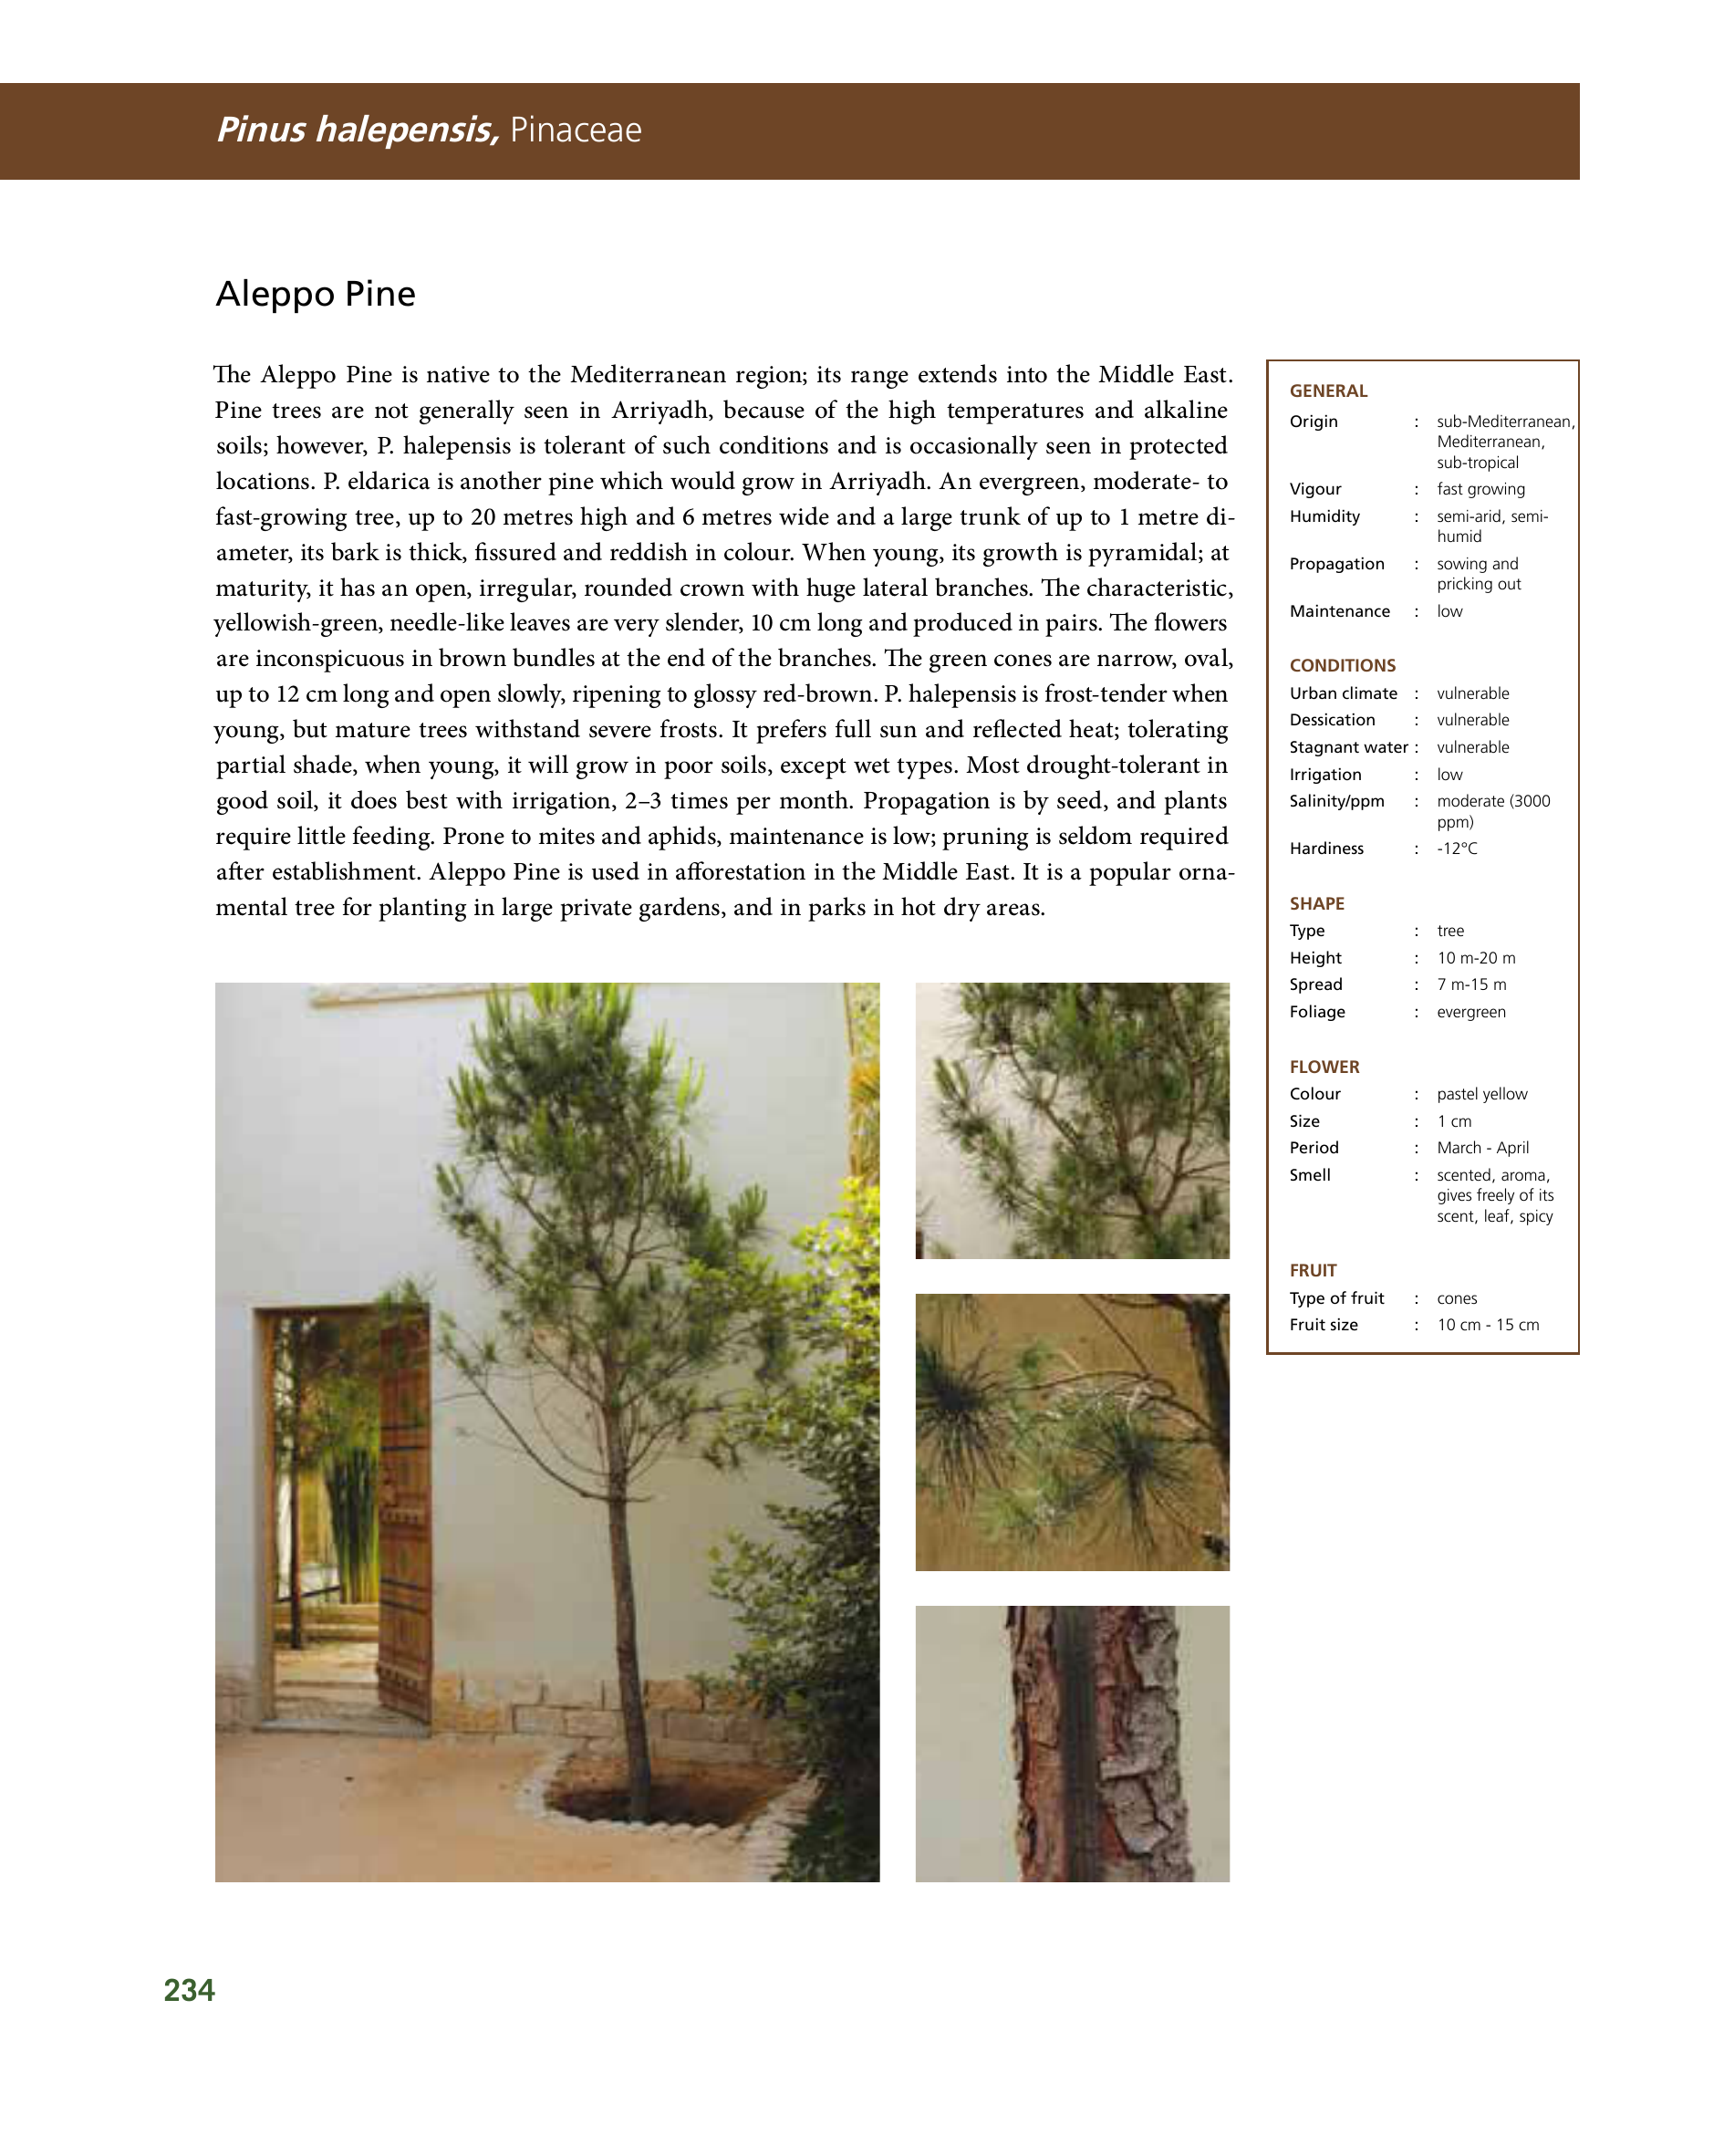 Pinus halepensis, Pinaceae
Aleppo Pine
The Aleppo Pine is native to the Mediterranean region; its range extends into the Middle East.
Pine trees are not generally seen in Arriyadh, because of the high temperatures and alkaline
soils; however, P. halepensis is tolerant of such conditions and is occasionally seen in protected
locations. P. eldarica is another pine which would grow in Arriyadh. An evergreen, moderate- to
fast-growing tree, up to 20 metres high and 6 metres wide and a large trunk of up to 1 metre di-
ameter, its bark is thick, fissured and reddish in colour. When young, its growth is pyramidal; at
maturity, it has an open, irregular, rounded crown with huge lateral branches. The characteristic,
yellowish-green, needle-like leaves are very slender, 10 cm long and produced in pairs. The flowers
are inconspicuous in brown bundles at the end of the branches. The green cones are narrow, oval,
up to 12 cm long and open slowly, ripening to glossy red-brown. P. halepensis is frost-tender when
young, but mature trees withstand severe frosts. It prefers full sun and reflected heat; tolerating
partial shade, when young, it will grow in poor soils, except wet types. Most drought-tolerant in
good soil, it does best with irrigation, 2–3 times per month. Propagation is by seed, and plants
require little feeding. Prone to mites and aphids, maintenance is low; pruning is seldom required
after establishment. Aleppo Pine is used in afforestation in the Middle East. It is a popular orna-
mental tree for planting in large private gardens, and in parks in hot dry areas.
GENERAL
Origin : sub-Mediterranean,
Mediterranean,
sub-tropical
Vigour : fast growing
Humidity : semi-arid, semi-
humid
Propagation : sowing and
pricking out
Maintenance : low
CONDITIONS
Urban climate : vulnerable
Dessication : vulnerable
Stagnant water : vulnerable
Irrigation : low
Salinity/ppm : moderate (3000
ppm)
Hardiness : -12°C
SHAPE
Type : tree
Height : 10 m-20 m
Spread : 7 m-15 m
Foliage : evergreen
FLOWER
Colour : pastel yellow
Size : 1 cm
Period : March - April
Smell : scented, aroma,
gives freely of its
scent, leaf, spicy
FRUIT
Type of fruit : cones
Fruit size : 10 cm - 15 cm
234